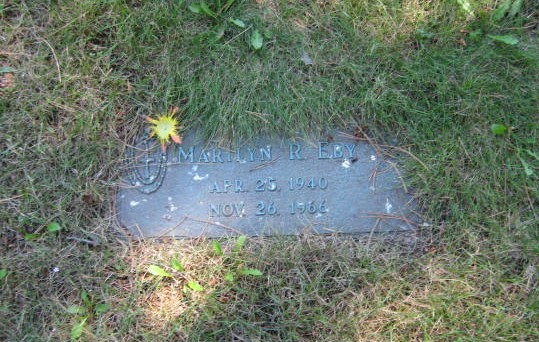 MARILYN R. EBY
APR. 25, 1940
NOV. 26, 1966